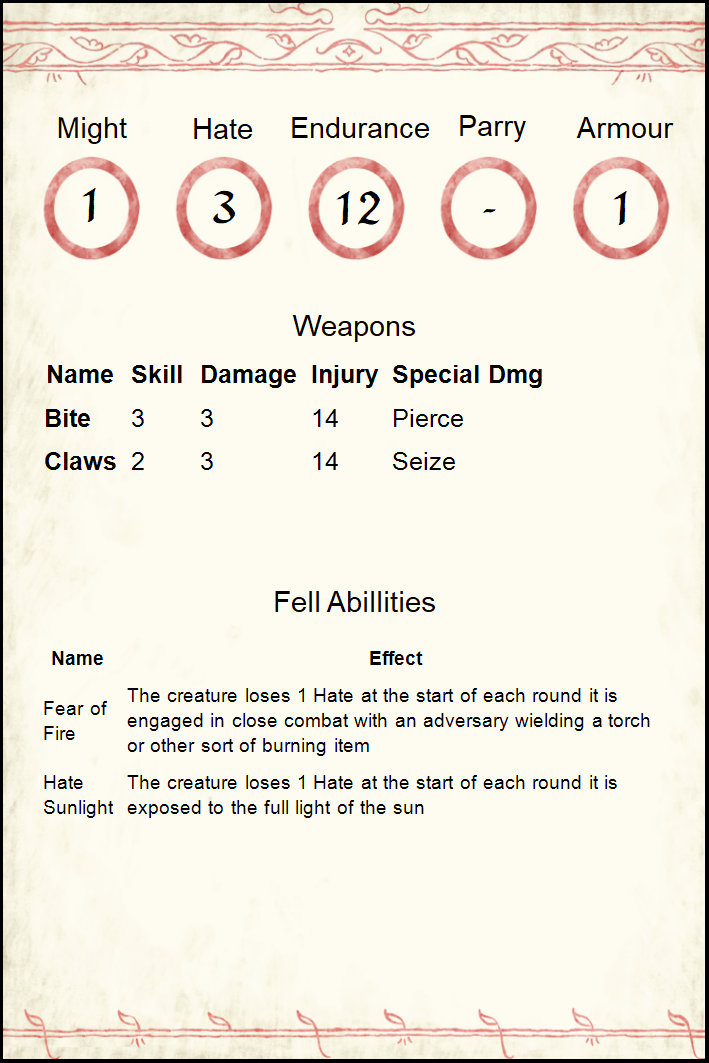 Might Hate Endurance Parry Armour
1 3 12 - 1
Weapons
Name Skill Damage Injury Special Dmg
Bite 3 3 14 Pierce
Claws 2 3 14 Seize
Fell Abillities
Name Effect
Fear of Fire The creature loses 1 Hate at the start of each round it is
engaged in close combat with an adversary wielding a torch
or other sort of burning item
Hate Sunlight The creature loses 1 Hate at the start of each round it is
exposed to the full light of the sun